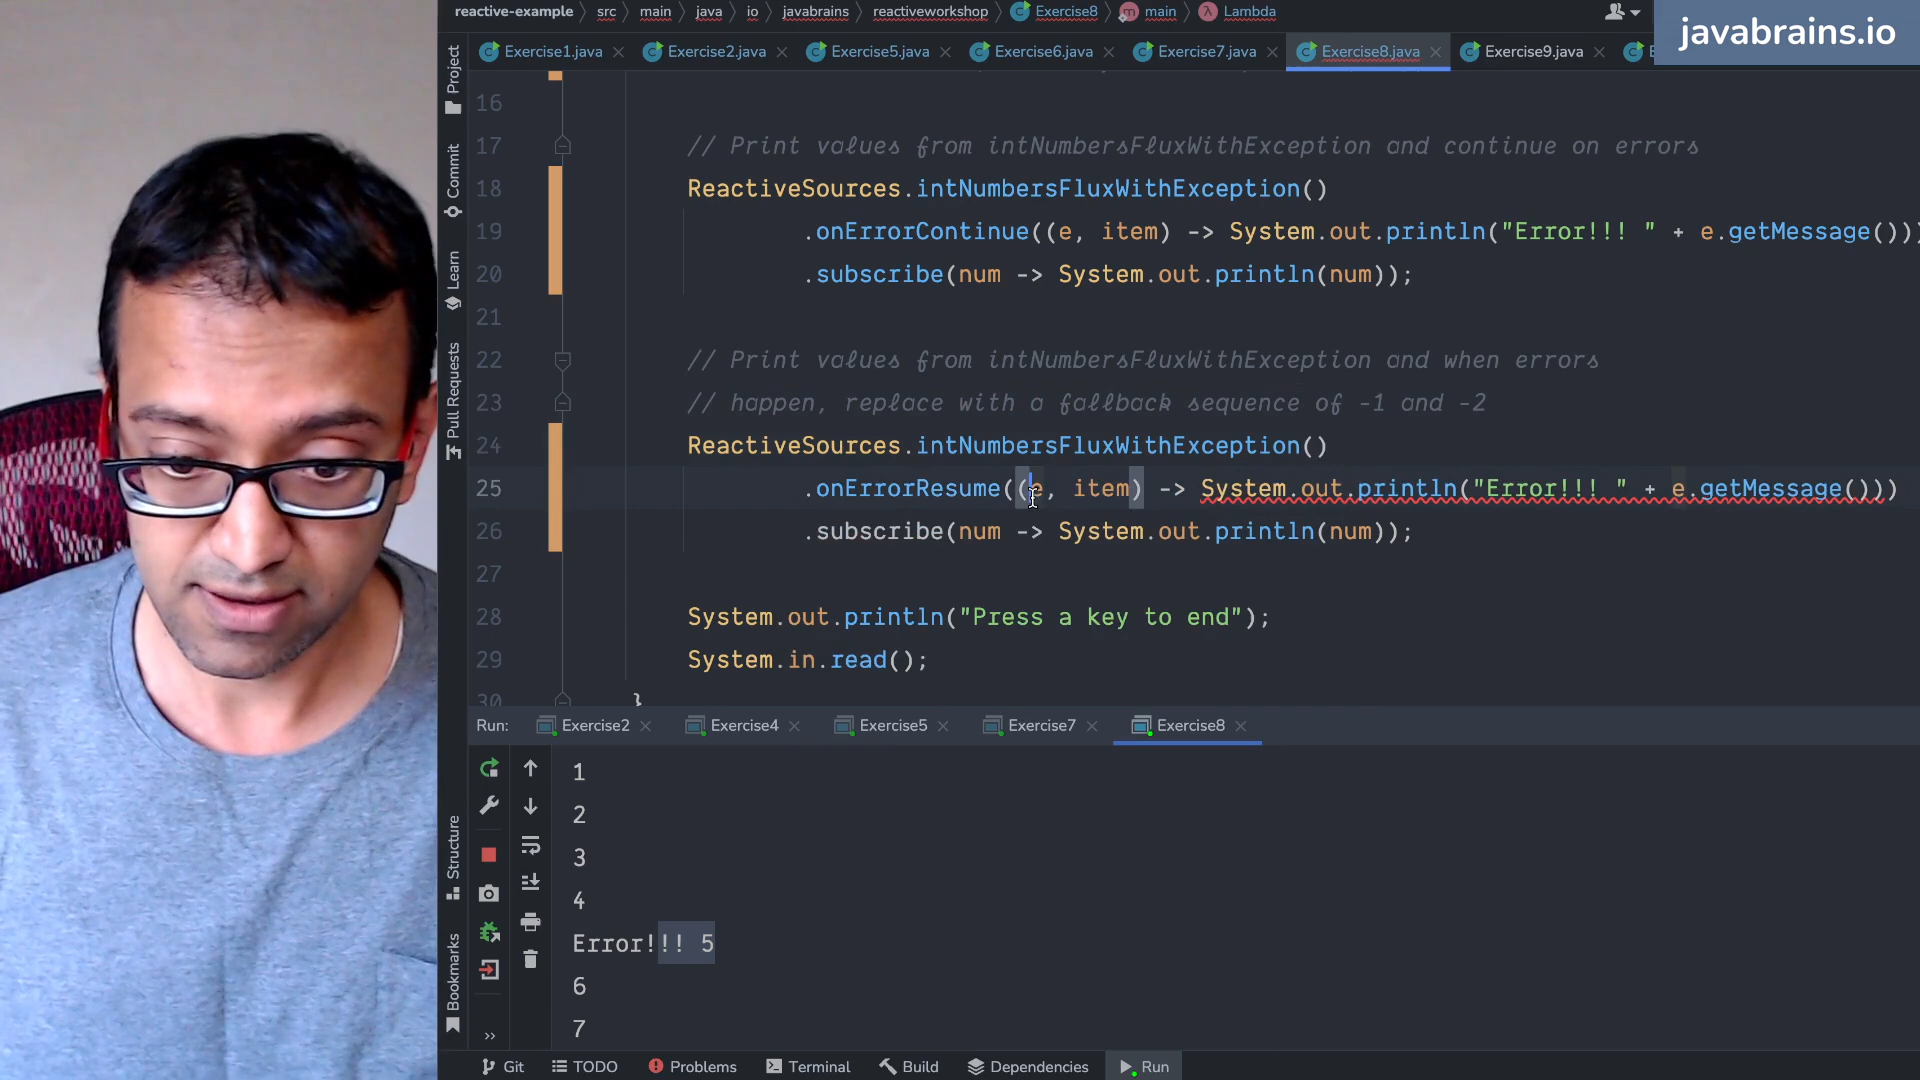 reactive-example > src > main > java > io > javabrains > reactiveworkshop > Exercise8 > main > Lambda
javabrains.io
Exercise1.java Exercise2.java Exercise5.java Exercise6.java Exercise7.java Exercise8.java Exercise9.java
Project
Commit
Learn
Pull Requests
Structure
Bookmarks
16
17 // Print values from intNumbersFluxWithException and continue on errors
18 ReactiveSources.intNumbersFluxWithException()
19 .onErrorContinue((e, item) -> System.out.println("Error!!! " + e.getMessage()))
20 .subscribe(num -> System.out.println(num));
21
22 // Print values from intNumbersFluxWithException and when errors
23 // happen, replace with a fallback sequence of -1 and -2
24 ReactiveSources.intNumbersFluxWithException()
25 .onErrorResume((e, item) -> System.out.println("Error!!! " + e.getMessage()))
26 .subscribe(num -> System.out.println(num));
27
28 System.out.println("Press a key to end");
29 System.in.read();
30 }
Run: Exercise2 Exercise4 Exercise5 Exercise7 Exercise8
1
2
3
4
Error!!! 5
6
7
Git TODO Problems Terminal Build Dependencies Run